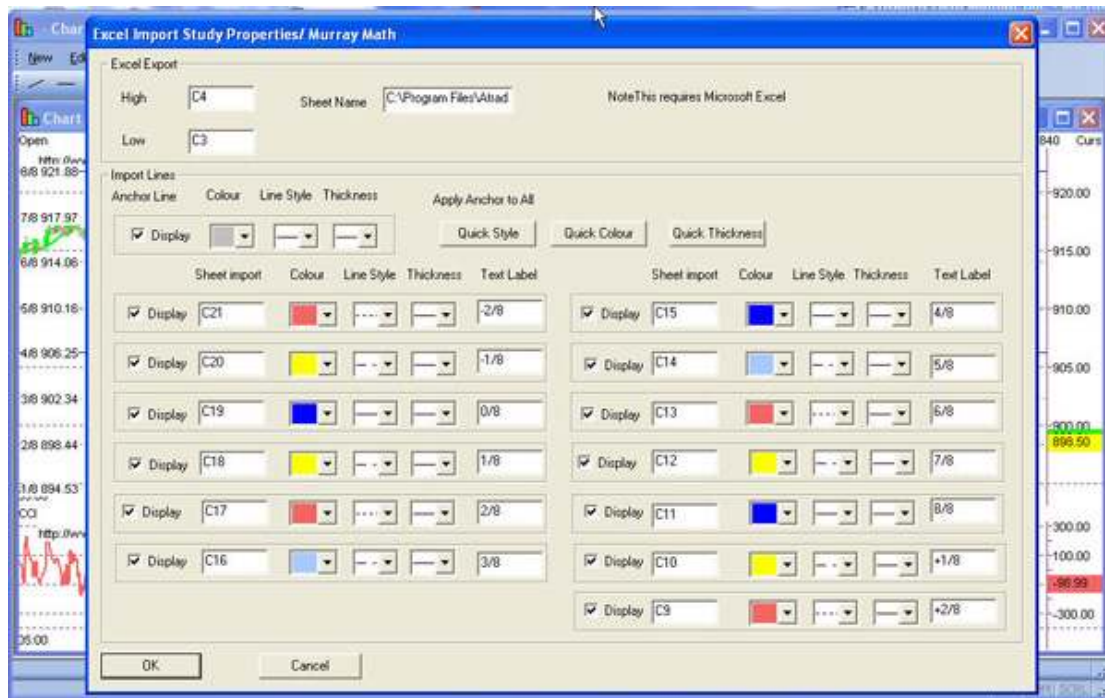 Chart
Excel Import Study Properties/ Murray Math
New
Excel Export
High C4 Sheet Name C:\Program Files\Atrad NoteThis requires Microsoft Excel
Low C3
Chart
Open
840 Curs
6/8 921.88
7/8 917.97
6/8 914.06
5/8 910.16
4/8 906.25
3/8 902.34
2/8 898.44
1/8 894.53
CCI
05:00
Import Lines
Anchor Line Colour Line Style Thickness Apply Anchor to All
Display Quick Style Quick Colour Quick Thickness
Sheet import Colour Line Style Thickness Text Label
Display C21 -2/8
Display C20 -1/8
Display C19 0/8
Display C18 1/8
Display C17 2/8
Display C16 3/8
Sheet import Colour Line Style Thickness Text Label
Display C15 4/8
Display C14 5/8
Display C13 6/8
Display C12 7/8
Display C11 8/8
Display C10 +1/8
Display C9 +2/8
OK Cancel
920.00
915.00
910.00
905.00
900.00
898.50
300.00
100.00
-98.99
-300.00